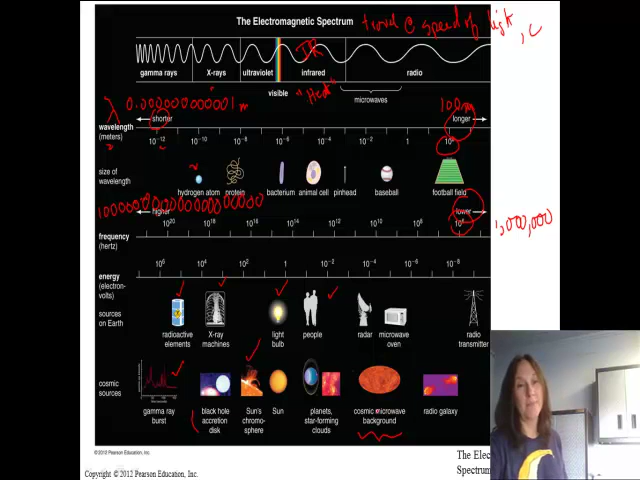 The Electromagnetic Spectrum
travel @ speed of light, c
IR
gamma rays X-rays ultraviolet infrared radio
visible "Heat" microwaves
λ 0.000000000001 m 100m
shorter longer
wavelength
(meters)
10⁻¹² 10⁻¹⁰ 10⁻⁸ 10⁻⁶ 10⁻⁴ 10⁻² 1 10²
size of
wavelength
hydrogen atom protein bacterium animal cell pinhead baseball football field
higher lower
1,000,000
10²⁰ 10¹⁸ 10¹⁶ 10¹⁴ 10¹² 10¹⁰ 10⁸ 10⁶
frequency
(hertz)
energy
(electron-
volts)
10⁶ 10⁴ 10² 1 10⁻² 10⁻⁴ 10⁻⁶ 10⁻⁸
sources
on Earth
radioactive
elements
X-ray
machines
light
bulb
people
radar
microwave
oven
radio
transmitter
cosmic
sources
gamma ray
burst
black hole
accretion
disk
Sun's
chromo-
sphere
Sun
planets,
star-forming
clouds
cosmic microwave
background
radio galaxy
© 2012 Pearson Education, Inc.
The
Spectrum
Copyright © 2012 Pearson Education, Inc.